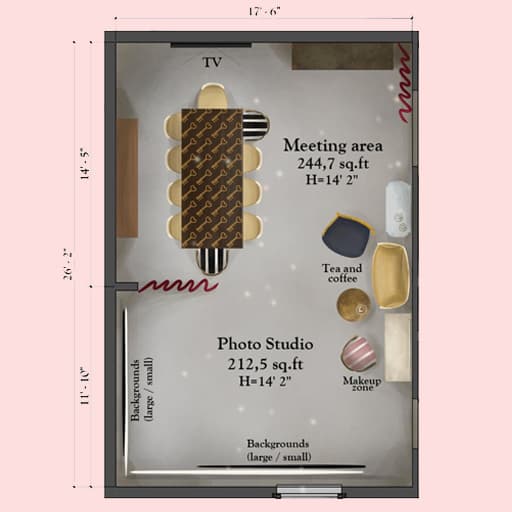 17' - 6"
TV
Meeting area
244,7 sq.ft
H=14' 2"
14' - 5"
26' - 2"
Tea and
coffee
Photo Studio
212,5 sq.ft
H=14' 2"
Makeup
zone
11' - 10"
Backgrounds
(large / small)
Backgrounds
(large / small)